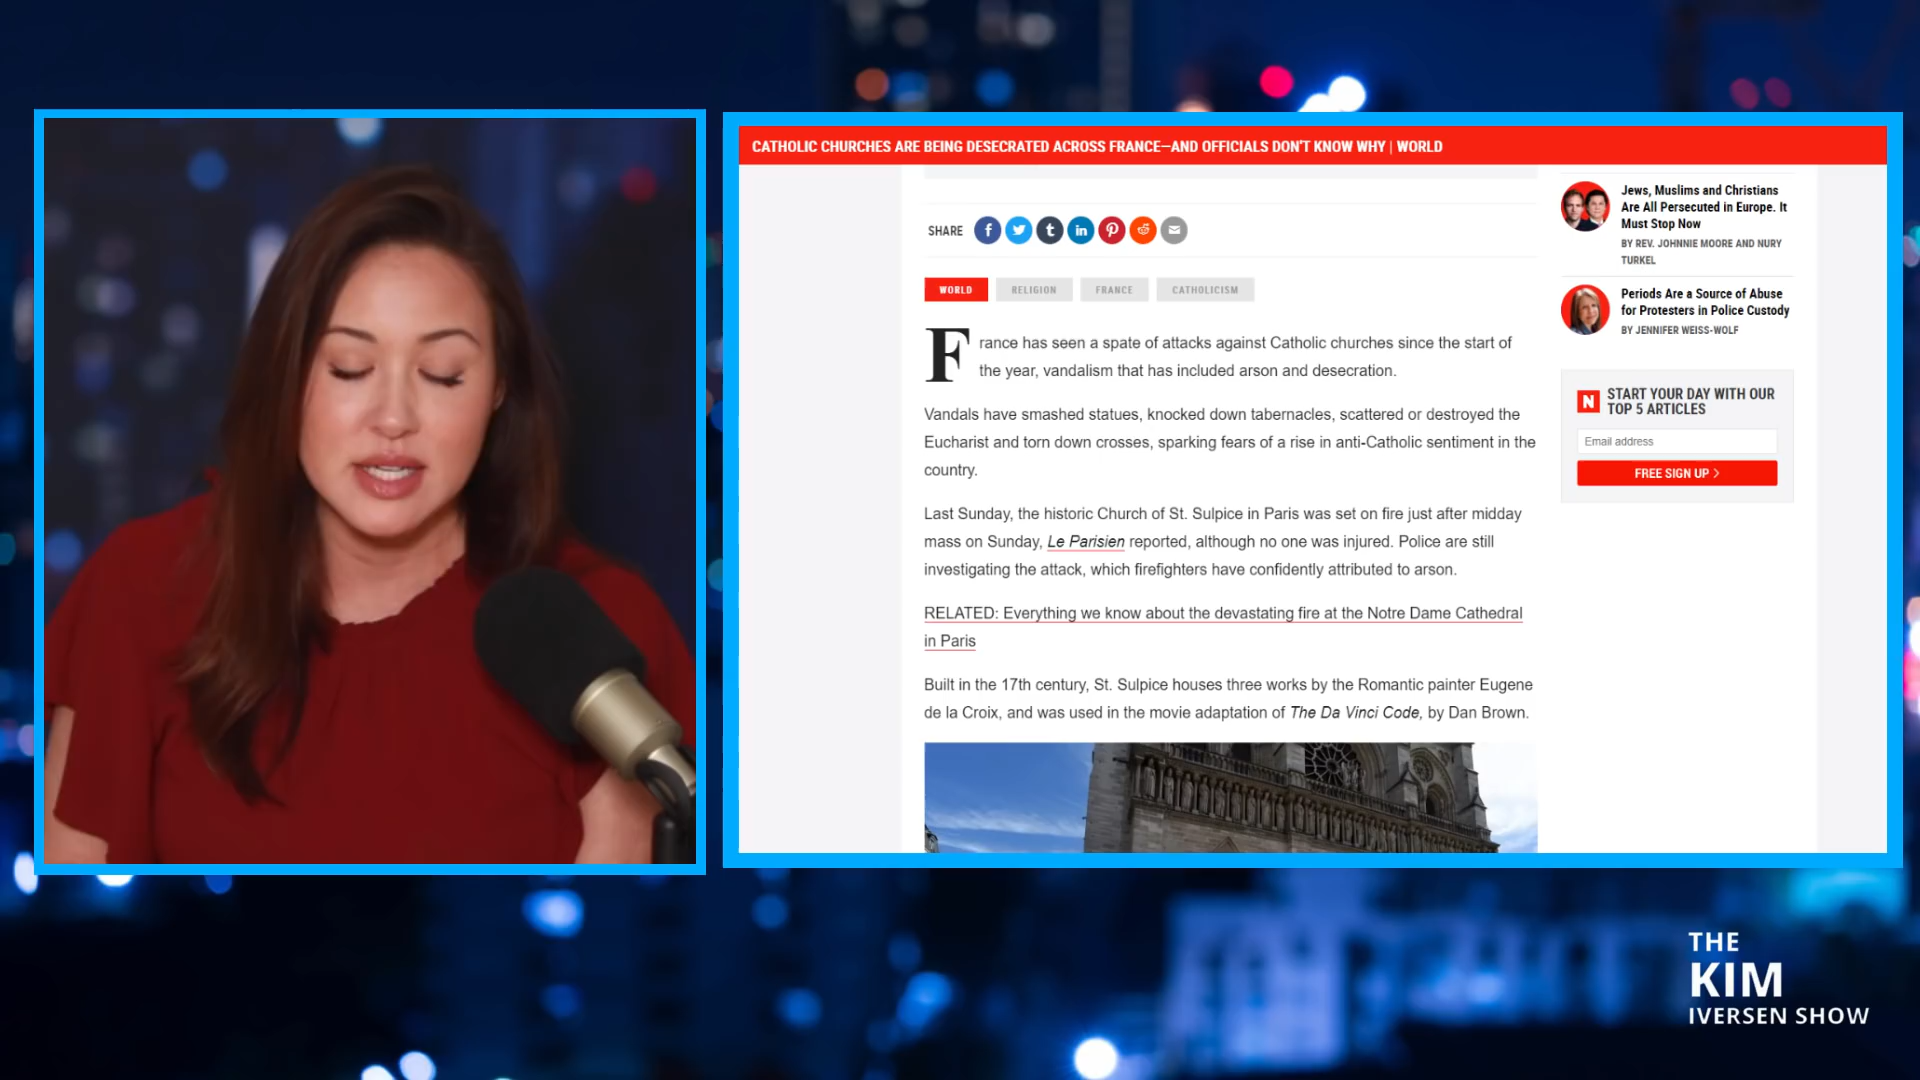 CATHOLIC CHURCHES ARE BEING DESECRATED ACROSS FRANCE—AND OFFICIALS DON'T KNOW WHY | WORLD
SHARE
WORLD
RELIGION
FRANCE
CATHOLICISM
France has seen a spate of attacks against Catholic churches since the start of
the year, vandalism that has included arson and desecration.
Vandals have smashed statues, knocked down tabernacles, scattered or destroyed the
Eucharist and torn down crosses, sparking fears of a rise in anti-Catholic sentiment in the
country.
Last Sunday, the historic Church of St. Sulpice in Paris was set on fire just after midday
mass on Sunday, Le Parisien reported, although no one was injured. Police are still
investigating the attack, which firefighters have confidently attributed to arson.
RELATED: Everything we know about the devastating fire at the Notre Dame Cathedral
in Paris
Built in the 17th century, St. Sulpice houses three works by the Romantic painter Eugene
de la Croix, and was used in the movie adaptation of The Da Vinci Code, by Dan Brown.
Jews, Muslims and Christians
Are All Persecuted in Europe. It
Must Stop Now
BY REV. JOHNNIE MOORE AND NURY
TURKEL
Periods Are a Source of Abuse
for Protesters in Police Custody
BY JENNIFER WEISS-WOLF
N
START YOUR DAY WITH OUR
TOP 5 ARTICLES
Email address
FREE SIGN UP >
THE
KIM
IVERSEN SHOW